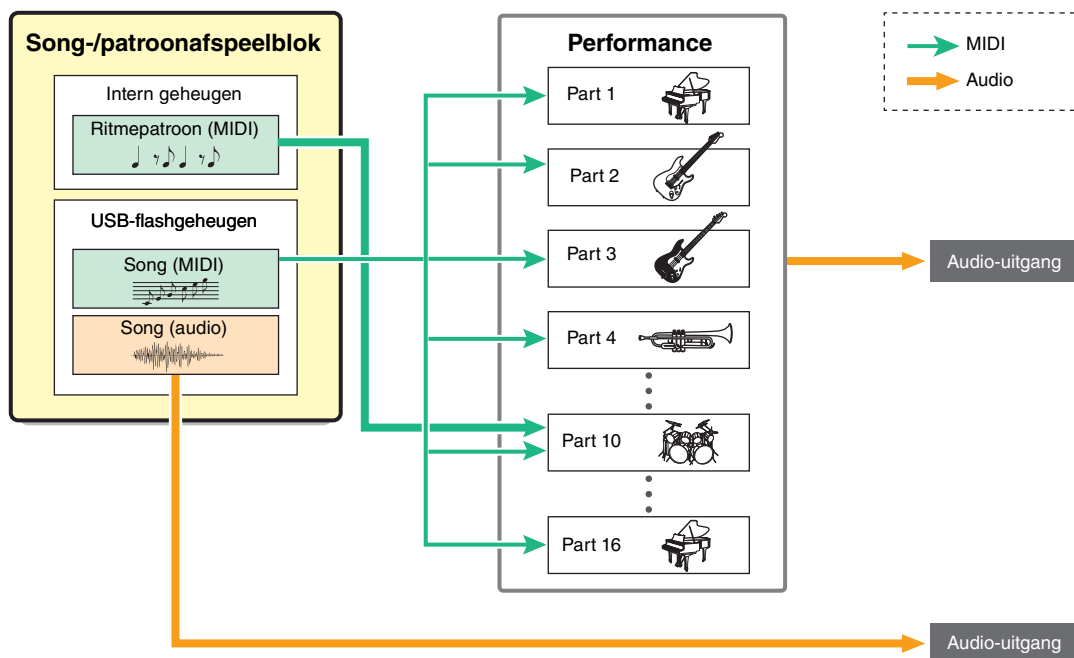 Song-/patroonafspeelblok
Intern geheugen
Ritmepatroon (MIDI)
USB-flashgeheugen
Song (MIDI)
Song (audio)
Performance
Part 1
Part 2
Part 3
Part 4
Part 10
Part 16
MIDI
Audio
Audio-uitgang
Audio-uitgang